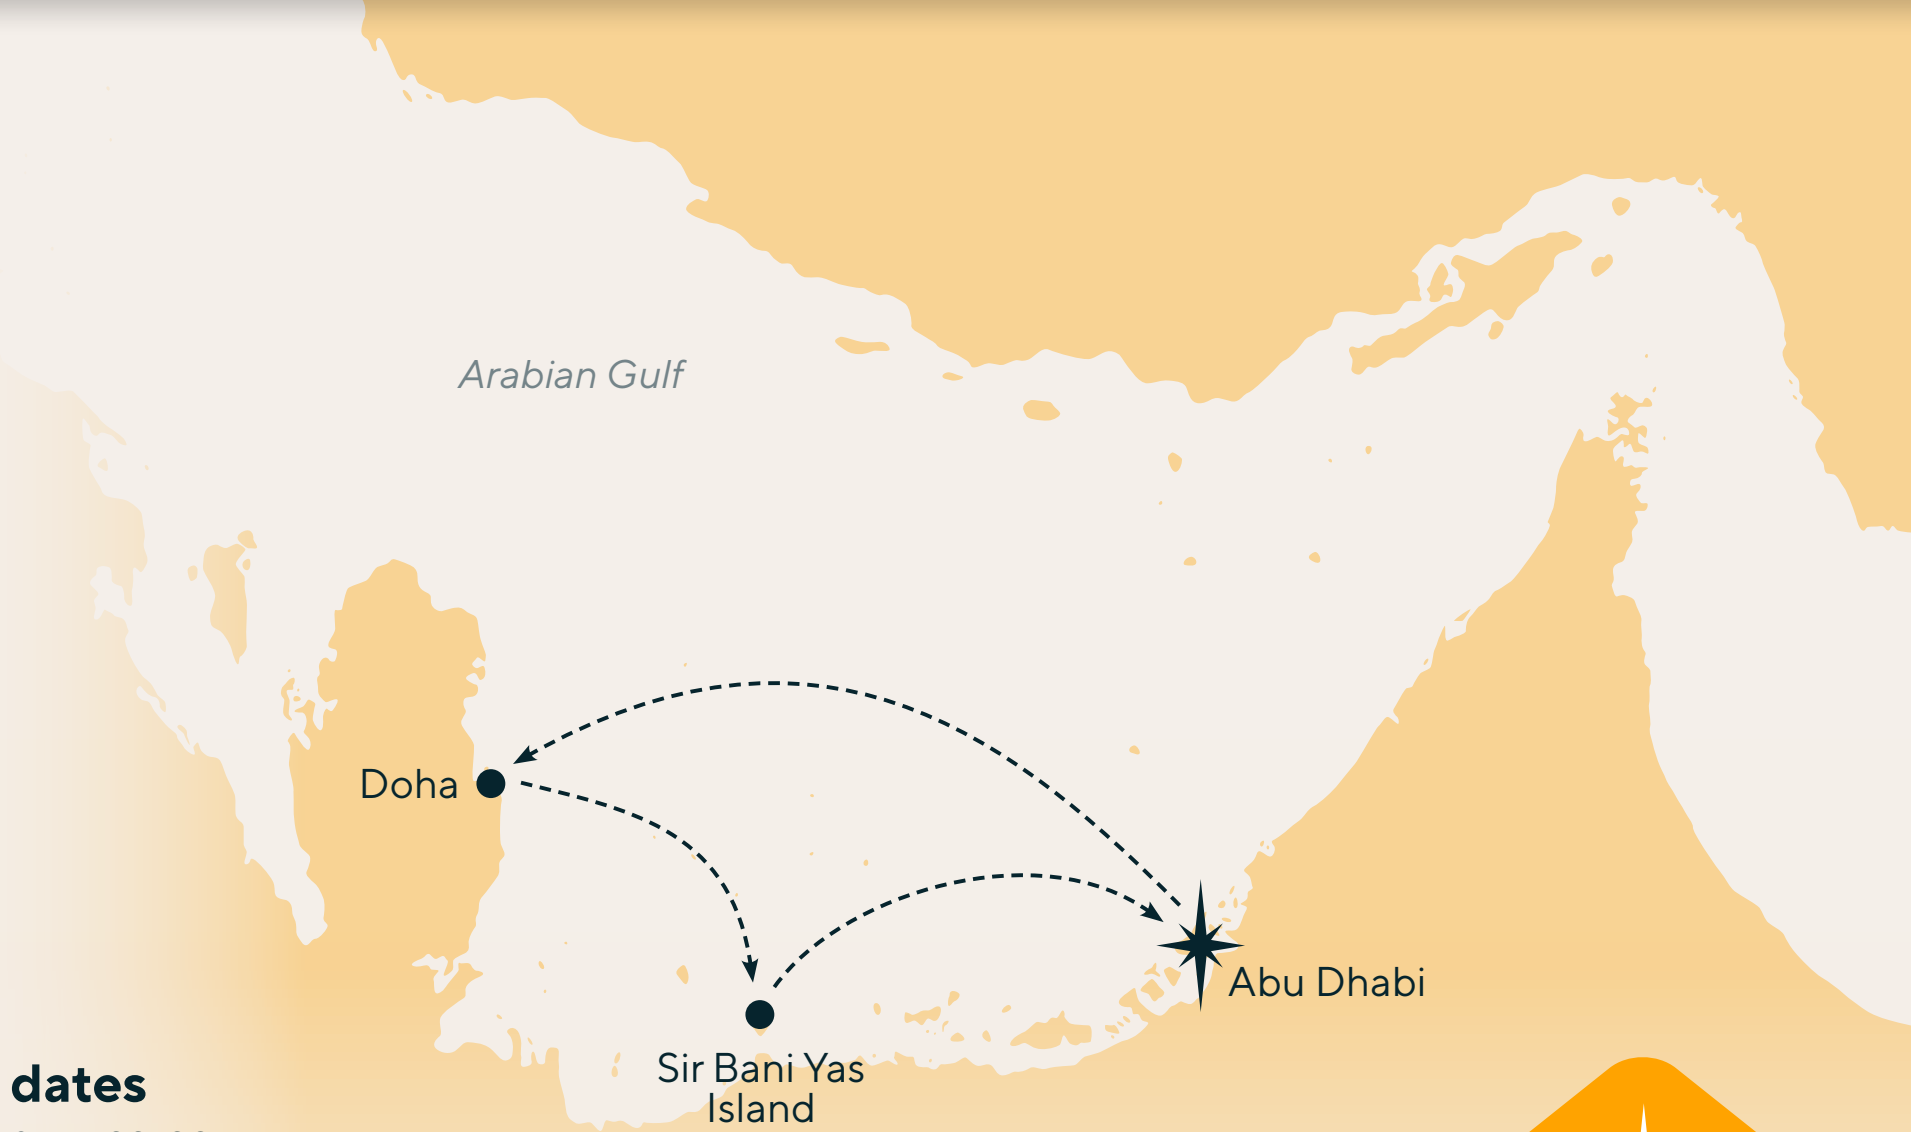 Arabian Gulf
Doha
Abu Dhabi
Sir Bani Yas
Island
dates